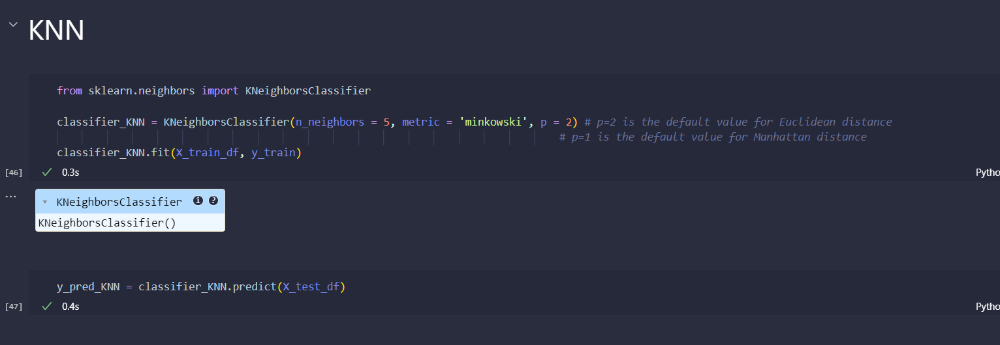 KNN
from sklearn.neighbors import KNeighborsClassifier
classifier_KNN = KNeighborsClassifier(n_neighbors = 5, metric = 'minkowski', p = 2) # p=2 is the default value for Euclidean distance
# p=1 is the default value for Manhattan distance
classifier_KNN.fit(X_train_df, y_train)
[46] ✓ 0.3s Pytho
... KNeighborsClassifier i ?
KNeighborsClassifier()
y_pred_KNN = classifier_KNN.predict(X_test_df)
[47] ✓ 0.4s Pytho